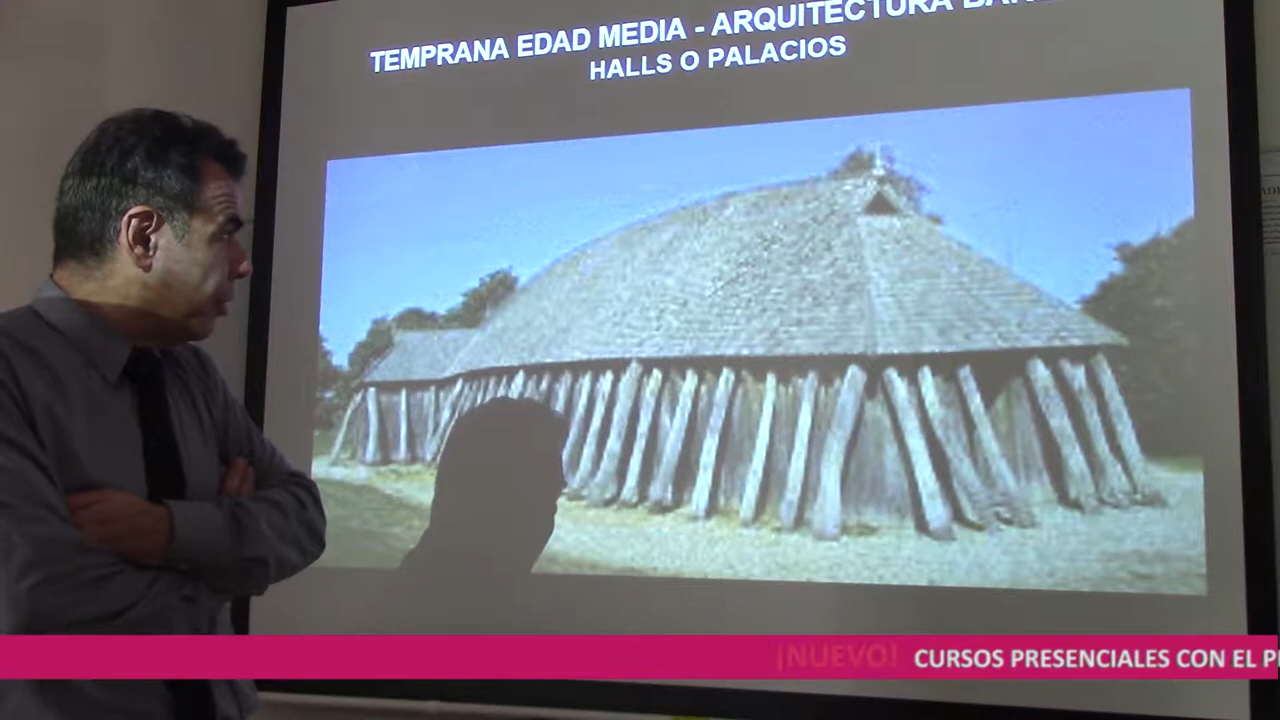 TEMPRANA EDAD MEDIA - ARQUITECTURA
HALLS O PALACIOS
¡NUEVO! CURSOS PRESENCIALES CON EL